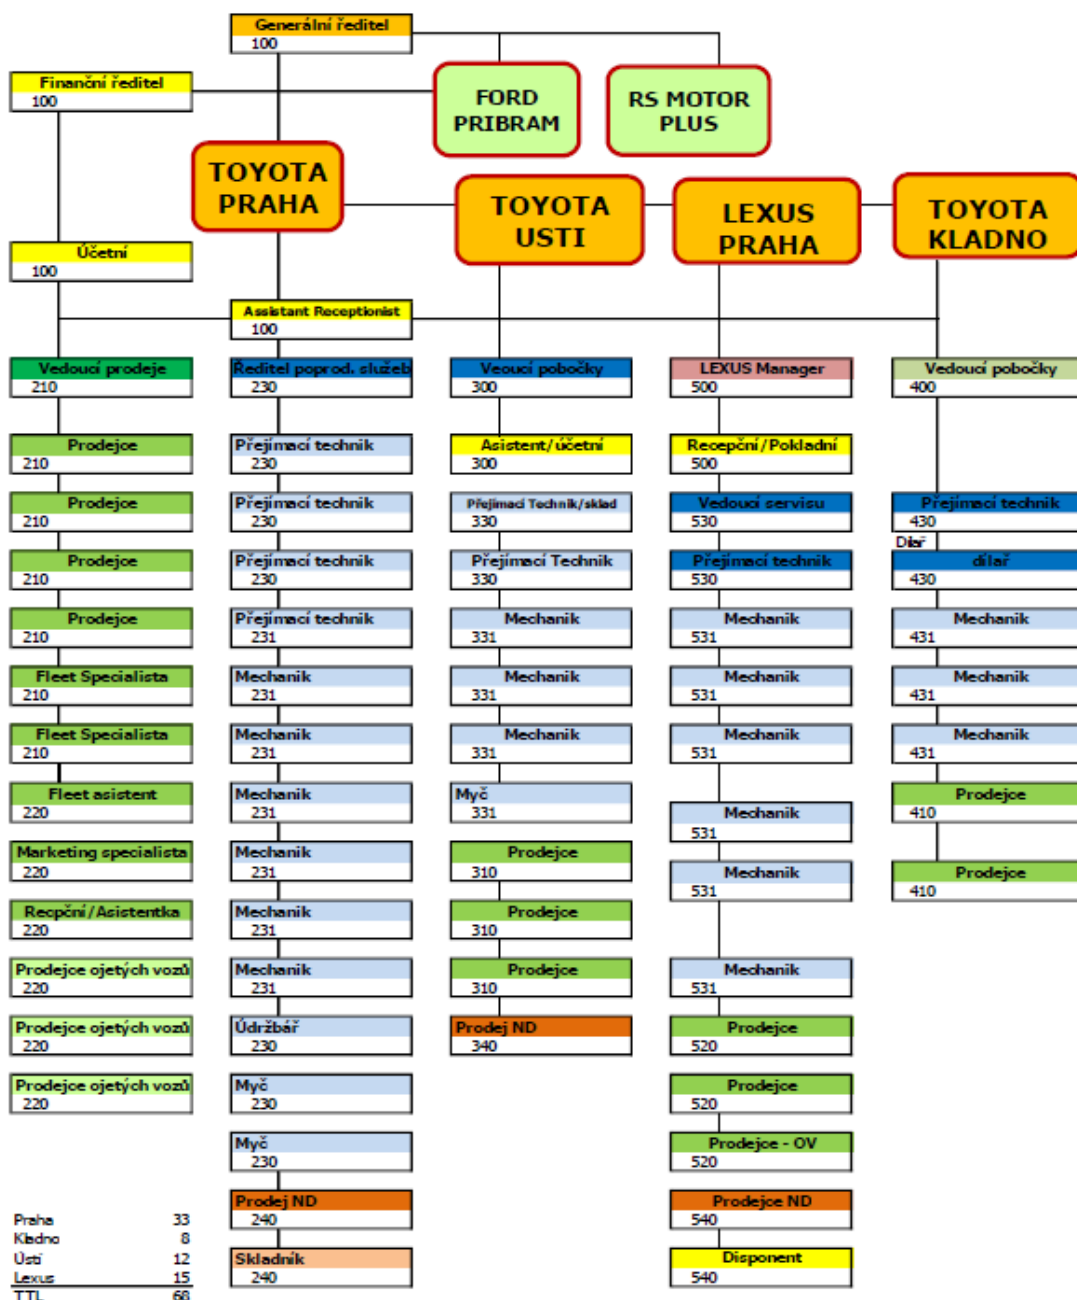 Generální ředitel
100
Finanční ředitel
100
FORD
PRIBRAM
RS MOTOR
PLUS
TOYOTA
PRAHA
TOYOTA
USTI
LEXUS
PRAHA
TOYOTA
KLADNO
Účetní
100
Assistant Receptionist
100
Vedoucí prodeje
210
Prodejce
210
Prodejce
210
Prodejce
210
Prodejce
210
Fleet Specialista
210
Fleet Specialista
210
Fleet asistent
220
Marketing specialista
220
Recpční/Asistentka
220
Prodejce ojetých vozů
220
Prodejce ojetých vozů
220
Prodejce ojetých vozů
220
Ředitel poprod. služeb
230
Přejímací technik
230
Přejímací technik
230
Přejímací technik
230
Přejímací technik
231
Mechanik
231
Mechanik
231
Mechanik
231
Mechanik
231
Mechanik
231
Mechanik
231
Údržbář
230
Myč
230
Myč
230
Prodej ND
240
Skladník
240
Veoucí pobočky
300
Asistent/účetní
300
Přejímací Technik/sklad
330
Přejímací Technik
330
Mechanik
331
Mechanik
331
Mechanik
331
Myč
331
Prodejce
310
Prodejce
310
Prodejce
310
Prodej ND
340
LEXUS Manager
500
Recepční/Pokladní
500
Vedoucí servisu
530
Přejímací technik
530
Mechanik
531
Mechanik
531
Mechanik
531
Mechanik
531
Mechanik
531
Mechanik
531
Prodejce
520
Prodejce
520
Prodejce - OV
520
Prodejce ND
540
Disponent
540
Vedoucí pobočky
400
Přejímací technik
430
Dílař
dílař
430
Mechanik
431
Mechanik
431
Mechanik
431
Prodejce
410
Prodejce
410
Praha 33
Kladno 8
Ústí 12
Lexus 15
TTL 68